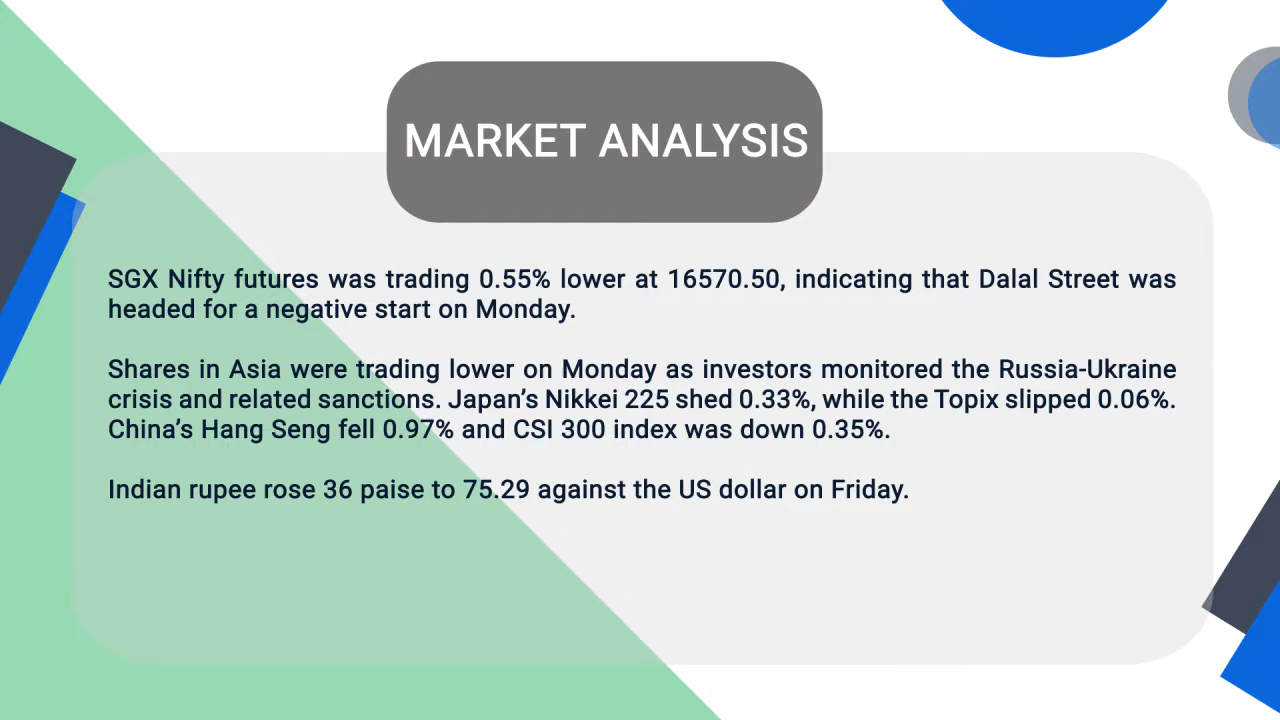 MARKET ANALYSIS
SGX Nifty futures was trading 0.55% lower at 16570.50, indicating that Dalal Street was
headed for a negative start on Monday.
Shares in Asia were trading lower on Monday as investors monitored the Russia-Ukraine
crisis and related sanctions. Japan’s Nikkei 225 shed 0.33%, while the Topix slipped 0.06%.
China’s Hang Seng fell 0.97% and CSI 300 index was down 0.35%.
Indian rupee rose 36 paise to 75.29 against the US dollar on Friday.